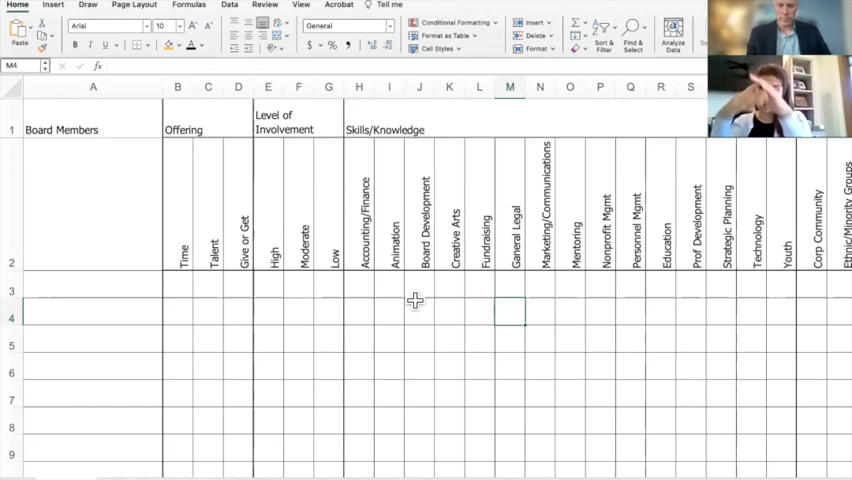 Home Insert Draw Page Layout Formulas Data Review View Acrobat Tell me
Arial 10 General Conditional Formatting Insert
Paste B I U A Format as Table Delete Sort & Filter Find & Select Analyze Data
$ % Cell Styles Format
M4 fx
A B C D E F G H I J K L M N O P Q R S
1 Board Members Offering Level of Involvement Skills/Knowledge
2 Time Talent Give or Get High Moderate Low Accounting/Finance Animation Board Development Creative Arts Fundraising Ganeral Legal Marketing/Communications Mentoring Nonprofit Mgmt Personnel Mgmt Education Prof Development Strategic Planning Technology Youth Corp Community Ethnic/Minority Groups
3
4
5
6
7
8
9